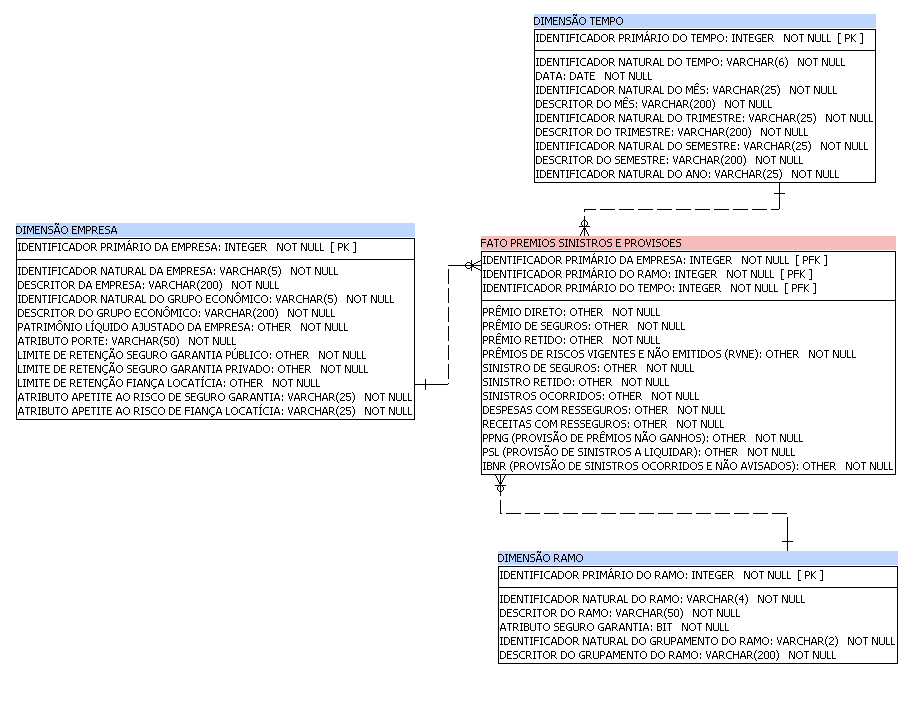 DIMENSÃO TEMPO
IDENTIFICADOR PRIMÁRIO DO TEMPO: INTEGER NOT NULL [ PK ]
IDENTIFICADOR NATURAL DO TEMPO: VARCHAR(6) NOT NULL
DATA: DATE NOT NULL
IDENTIFICADOR NATURAL DO MÊS: VARCHAR(25) NOT NULL
DESCRITOR DO MÊS: VARCHAR(200) NOT NULL
IDENTIFICADOR NATURAL DO TRIMESTRE: VARCHAR(25) NOT NULL
DESCRITOR DO TRIMESTRE: VARCHAR(200) NOT NULL
IDENTIFICADOR NATURAL DO SEMESTRE: VARCHAR(25) NOT NULL
DESCRITOR DO SEMESTRE: VARCHAR(200) NOT NULL
IDENTIFICADOR NATURAL DO ANO: VARCHAR(25) NOT NULL
DIMENSÃO EMPRESA
IDENTIFICADOR PRIMÁRIO DA EMPRESA: INTEGER NOT NULL [ PK ]
IDENTIFICADOR NATURAL DA EMPRESA: VARCHAR(5) NOT NULL
DESCRITOR DA EMPRESA: VARCHAR(200) NOT NULL
IDENTIFICADOR NATURAL DO GRUPO ECONÔMICO: VARCHAR(5) NOT NULL
DESCRITOR DO GRUPO ECONÔMICO: VARCHAR(200) NOT NULL
PATRIMÔNIO LÍQUIDO AJUSTADO DA EMPRESA: OTHER NOT NULL
ATRIBUTO PORTE: VARCHAR(50) NOT NULL
LIMITE DE RETENÇÃO SEGURO GARANTIA PÚBLICO: OTHER NOT NULL
LIMITE DE RETENÇÃO SEGURO GARANTIA PRIVADO: OTHER NOT NULL
LIMITE DE RETENÇÃO FIANÇA LOCATÍCIA: OTHER NOT NULL
ATRIBUTO APETITE AO RISCO DE SEGURO GARANTIA: VARCHAR(25) NOT NULL
ATRIBUTO APETITE AO RISCO DE FIANÇA LOCATÍCIA: VARCHAR(25) NOT NULL
FATO PREMIOS SINISTROS E PROVISOES
IDENTIFICADOR PRIMÁRIO DA EMPRESA: INTEGER NOT NULL [ PFK ]
IDENTIFICADOR PRIMÁRIO DO RAMO: INTEGER NOT NULL [ PFK ]
IDENTIFICADOR PRIMÁRIO DO TEMPO: INTEGER NOT NULL [ PFK ]
PRÊMIO DIRETO: OTHER NOT NULL
PRÊMIO DE SEGUROS: OTHER NOT NULL
PRÊMIO RETIDO: OTHER NOT NULL
PRÊMIOS DE RISCOS VIGENTES E NÃO EMITIDOS (RVNE): OTHER NOT NULL
SINISTRO DE SEGUROS: OTHER NOT NULL
SINISTRO RETIDO: OTHER NOT NULL
SINISTROS OCORRIDOS: OTHER NOT NULL
DESPESAS COM RESSEGUROS: OTHER NOT NULL
RECEITAS COM RESSEGUROS: OTHER NOT NULL
PPNG (PROVISÃO DE PRÊMIOS NÃO GANHOS): OTHER NOT NULL
PSL (PROVISÃO DE SINISTROS A LIQUIDAR): OTHER NOT NULL
IBNR (PROVISÃO DE SINISTROS OCORRIDOS E NÃO AVISADOS): OTHER NOT NULL
DIMENSÃO RAMO
IDENTIFICADOR PRIMÁRIO DO RAMO: INTEGER NOT NULL [ PK ]
IDENTIFICADOR NATURAL DO RAMO: VARCHAR(4) NOT NULL
DESCRITOR DO RAMO: VARCHAR(50) NOT NULL
ATRIBUTO SEGURO GARANTIA: BIT NOT NULL
IDENTIFICADOR NATURAL DO GRUPAMENTO DO RAMO: VARCHAR(2) NOT NULL
DESCRITOR DO GRUPAMENTO DO RAMO: VARCHAR(200) NOT NULL